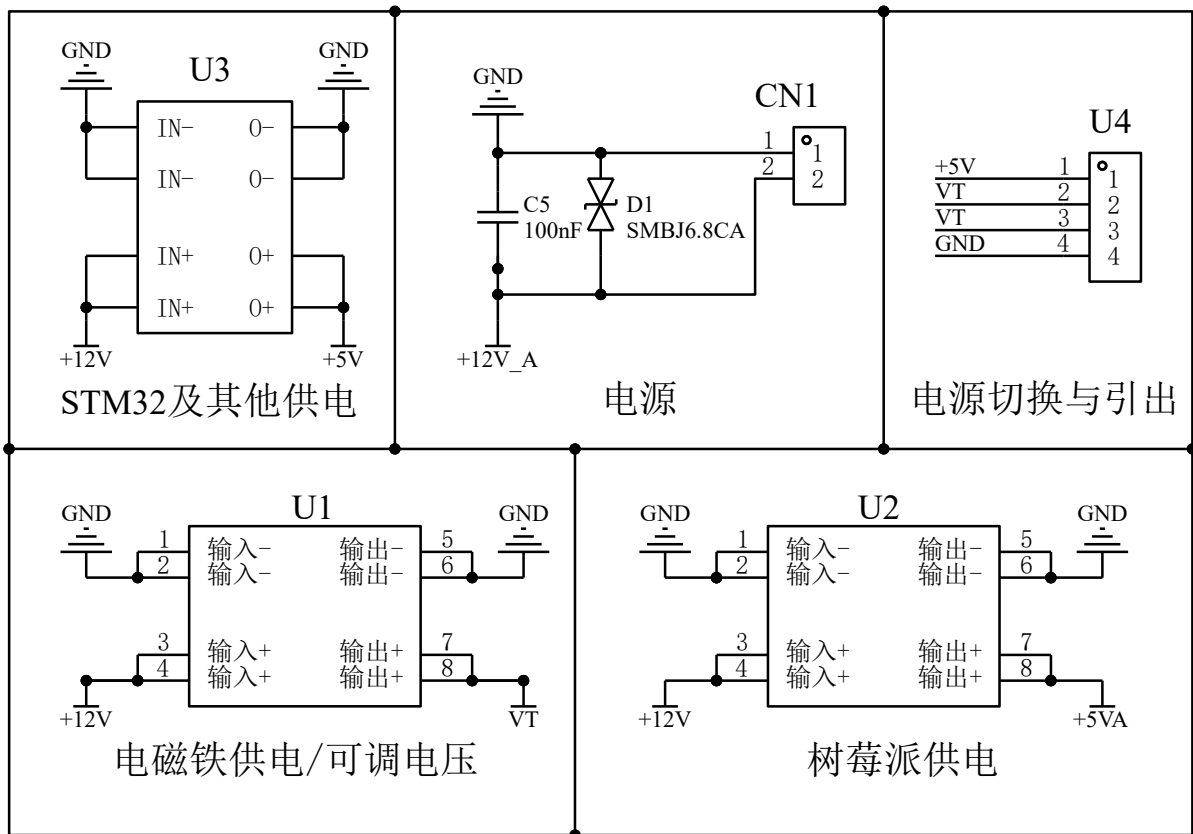 GND
U3
GND
IN-
O-
IN-
O-
IN+
O+
IN+
O+
+12V
+5V
STM32及其他供电
GND
CN1
1
1
2
2
C5
100nF
D1
SMBJ6.8CA
+12V_A
电源
U4
+5V
1
1
VT
2
2
VT
3
3
GND
4
4
电源切换与引出
GND
U1
GND
1
输入-
输出-
5
2
输入-
输出-
6
3
输入+
输出+
7
4
输入+
输出+
8
+12V
VT
电磁铁供电/可调电压
GND
U2
GND
1
输入-
输出-
5
2
输入-
输出-
6
3
输入+
输出+
7
4
输入+
输出+
8
+12V
+5VA
树莓派供电